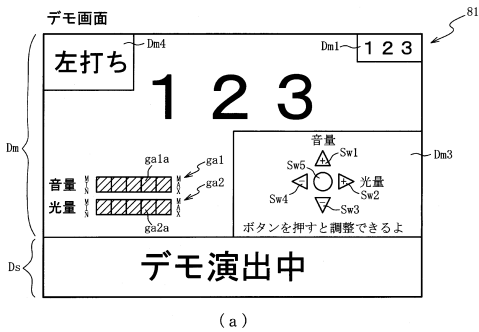 デモ画面
81
Dm4
Dm1
123
左打ち
123
Dm
音量
Dm3
Sw1
Sw5
ga1a
ga1
音量 MIN MAX
ga2
光量
Sw4
Sw2
光量 MIN MAX
Sw3
ga2a
ボタンを押すと調整できるよ
Ds
デモ演出中
(a)